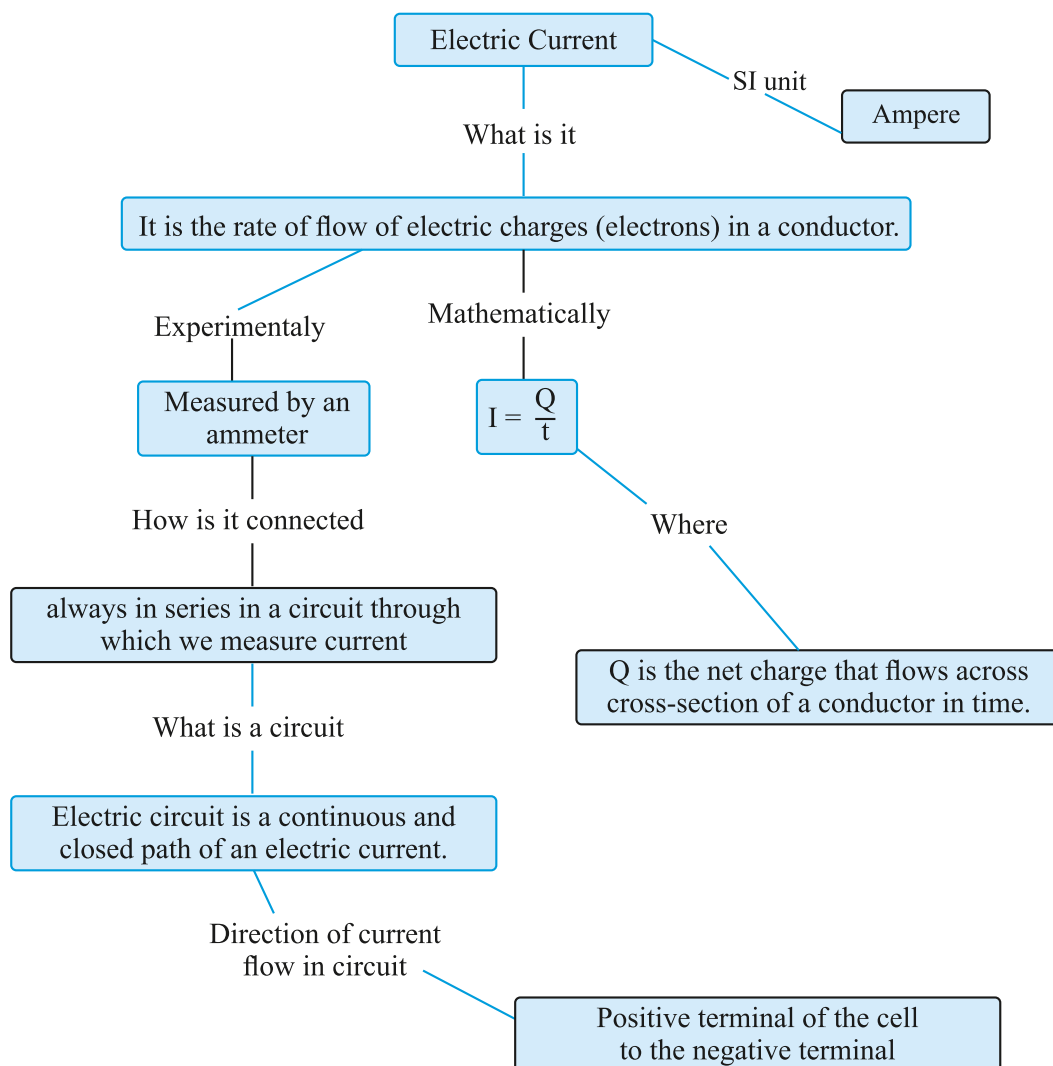 Electric Current
SI unit
Ampere
What is it
It is the rate of flow of electric charges (electrons) in a conductor.
Experimentaly
Mathematically
Measured by an
ammeter
I = Q/t
How is it connected
Where
always in series in a circuit through
which we measure current
Q is the net charge that flows across
cross-section of a conductor in time.
What is a circuit
Electric circuit is a continuous and
closed path of an electric current.
Direction of current
flow in circuit
Positive terminal of the cell
to the negative terminal